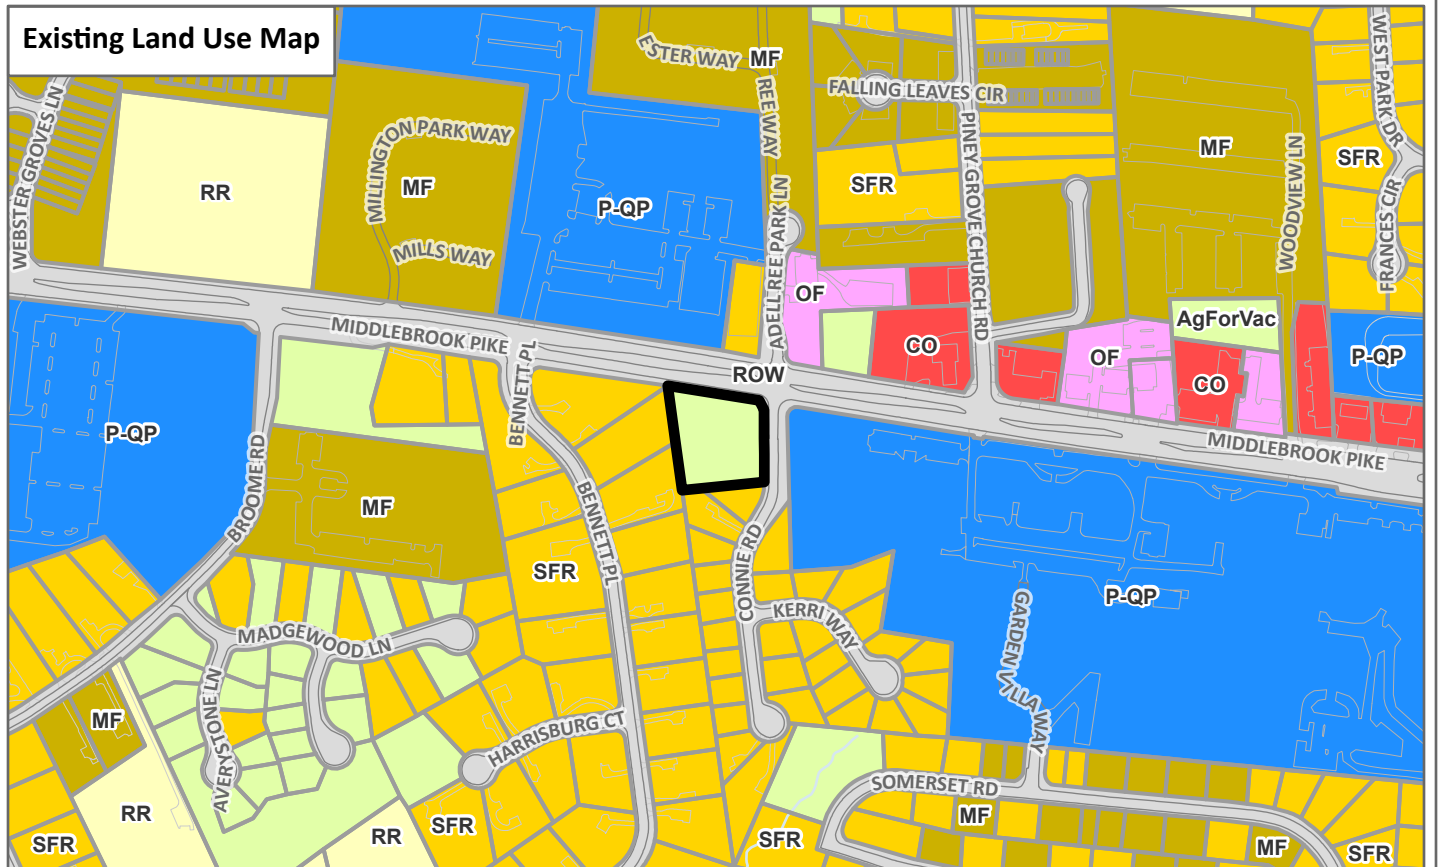 Existing Land Use Map
ESTER WAY
MF
WEST PARK DR
FALLING LEAVES CIR
REE WAY
WEBSTER GROVES LN
MILLINGTON PARK WAY
PINEY GROVE CHURCH RD
MF
WOODVIEW LN
SFR
RR
MF
SFR
P-QP
FRANCES CIR
MILLS WAY
ADELL REE PARK LN
OF
AgForVac
MIDDLEBROOK PIKE
CO
OF
P-QP
BENNETT PL
ROW
CO
P-QP
MIDDLEBROOK PIKE
BROOME RD
MF
BENNETT PL
SFR
CONNIE RD
P-QP
KERRI WAY
GARDEN VILLA WAY
MADGEWOOD LN
AVERYSTONE LN
MF
HARRISBURG CT
SOMERSET RD
RR
MF
SFR
RR
SFR
SFR
MF
SFR